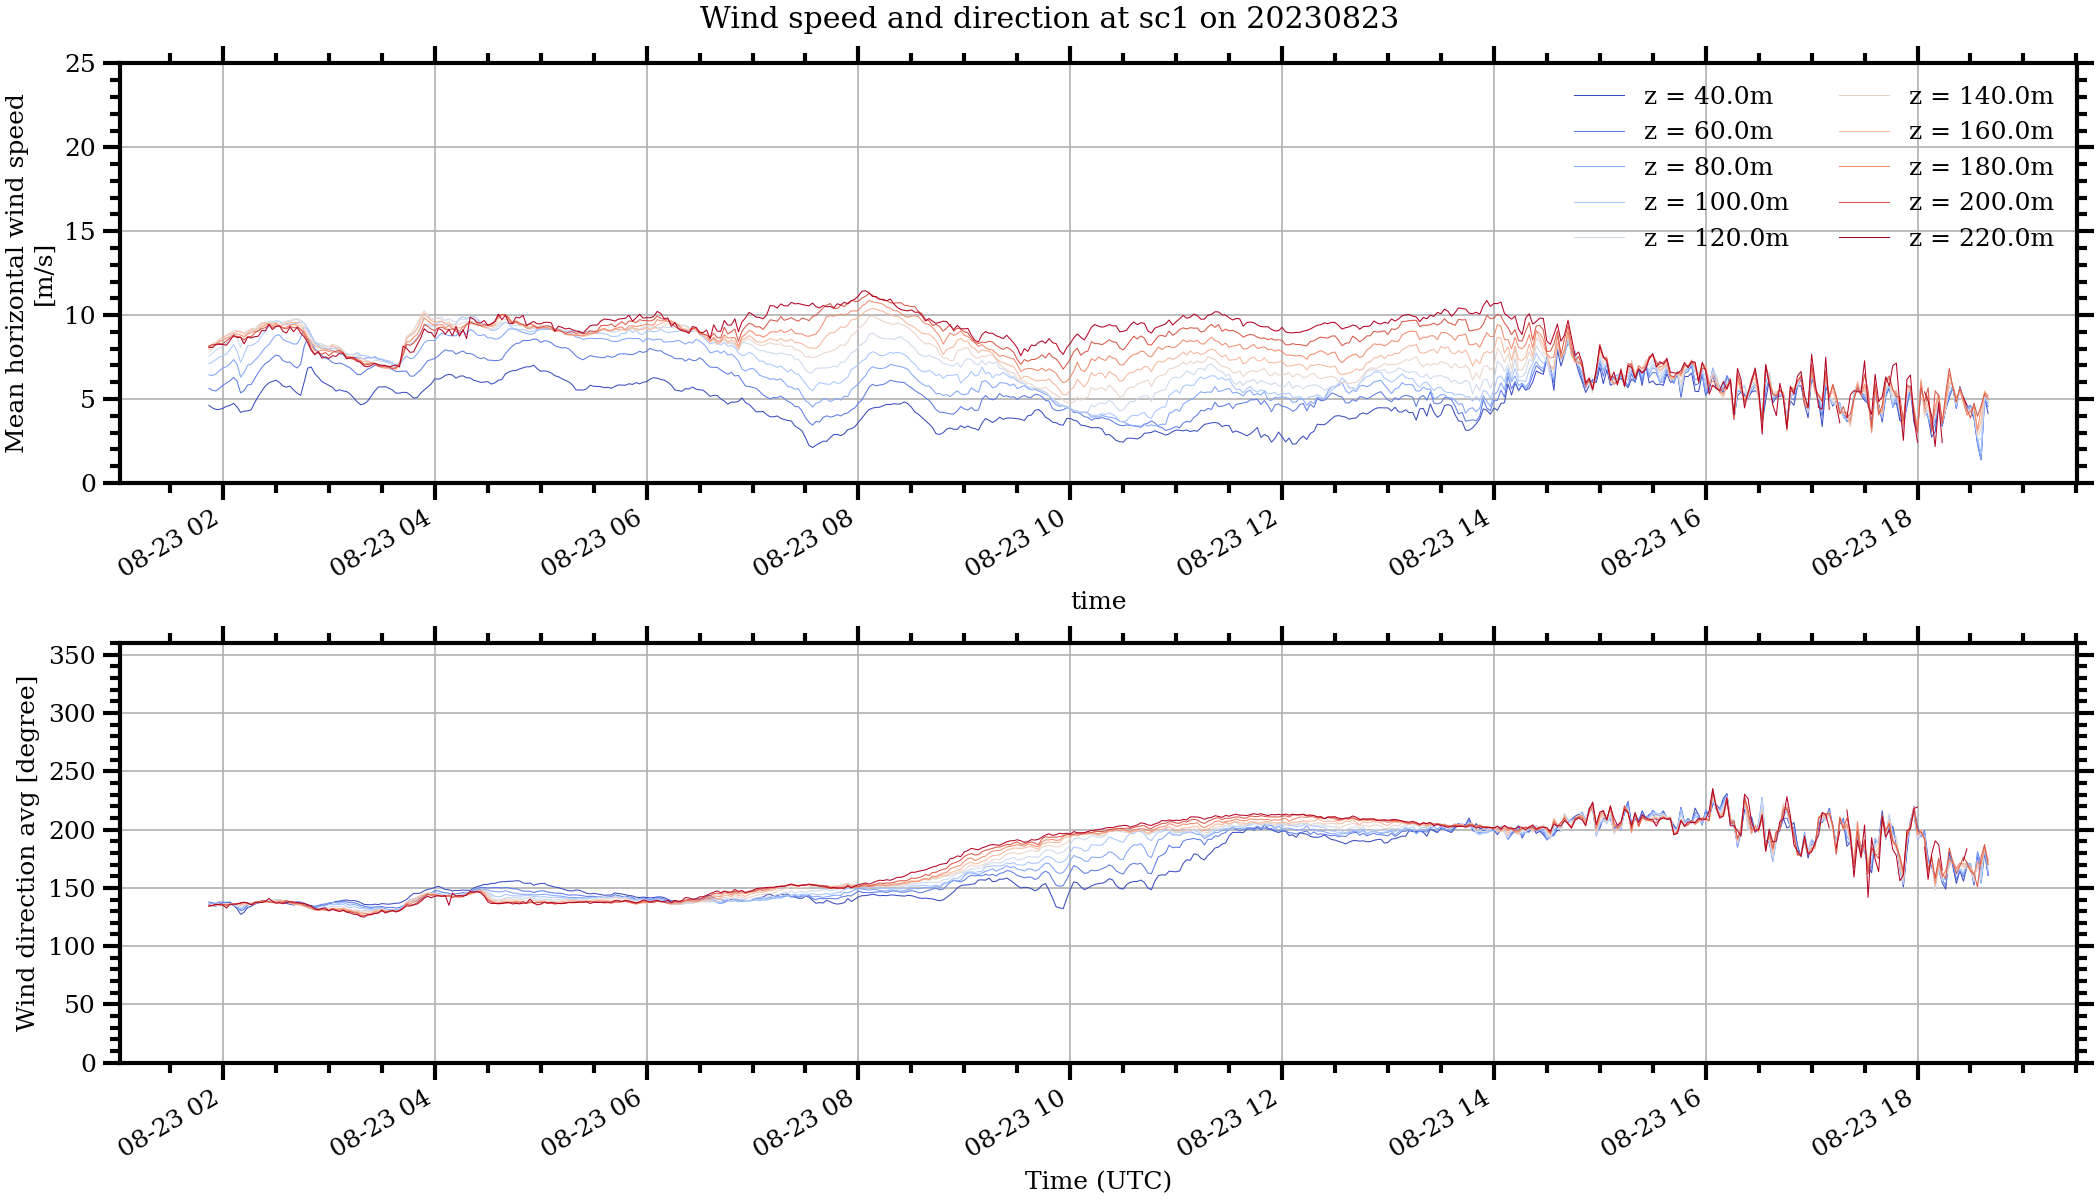 Wind speed and direction at sc1 on 20230823
Mean horizontal wind speed
[m/s]
25
20
15
10
5
0
z = 40.0m
z = 60.0m
z = 80.0m
z = 100.0m
z = 120.0m
z = 140.0m
z = 160.0m
z = 180.0m
z = 200.0m
z = 220.0m
08-23 02
08-23 04
08-23 06
08-23 08
08-23 10
08-23 12
08-23 14
08-23 16
08-23 18
time
Wind direction avg [degree]
350
300
250
200
150
100
50
0
08-23 02
08-23 04
08-23 06
08-23 08
08-23 10
08-23 12
08-23 14
08-23 16
08-23 18
Time (UTC)